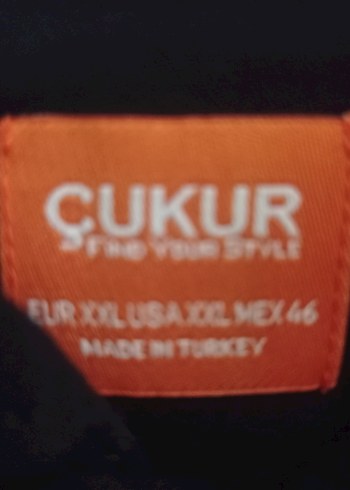 ÇUKUR
FIND YOUR STYLE
EUR XXL USA XXL MEX 46
MADE IN TURKEY